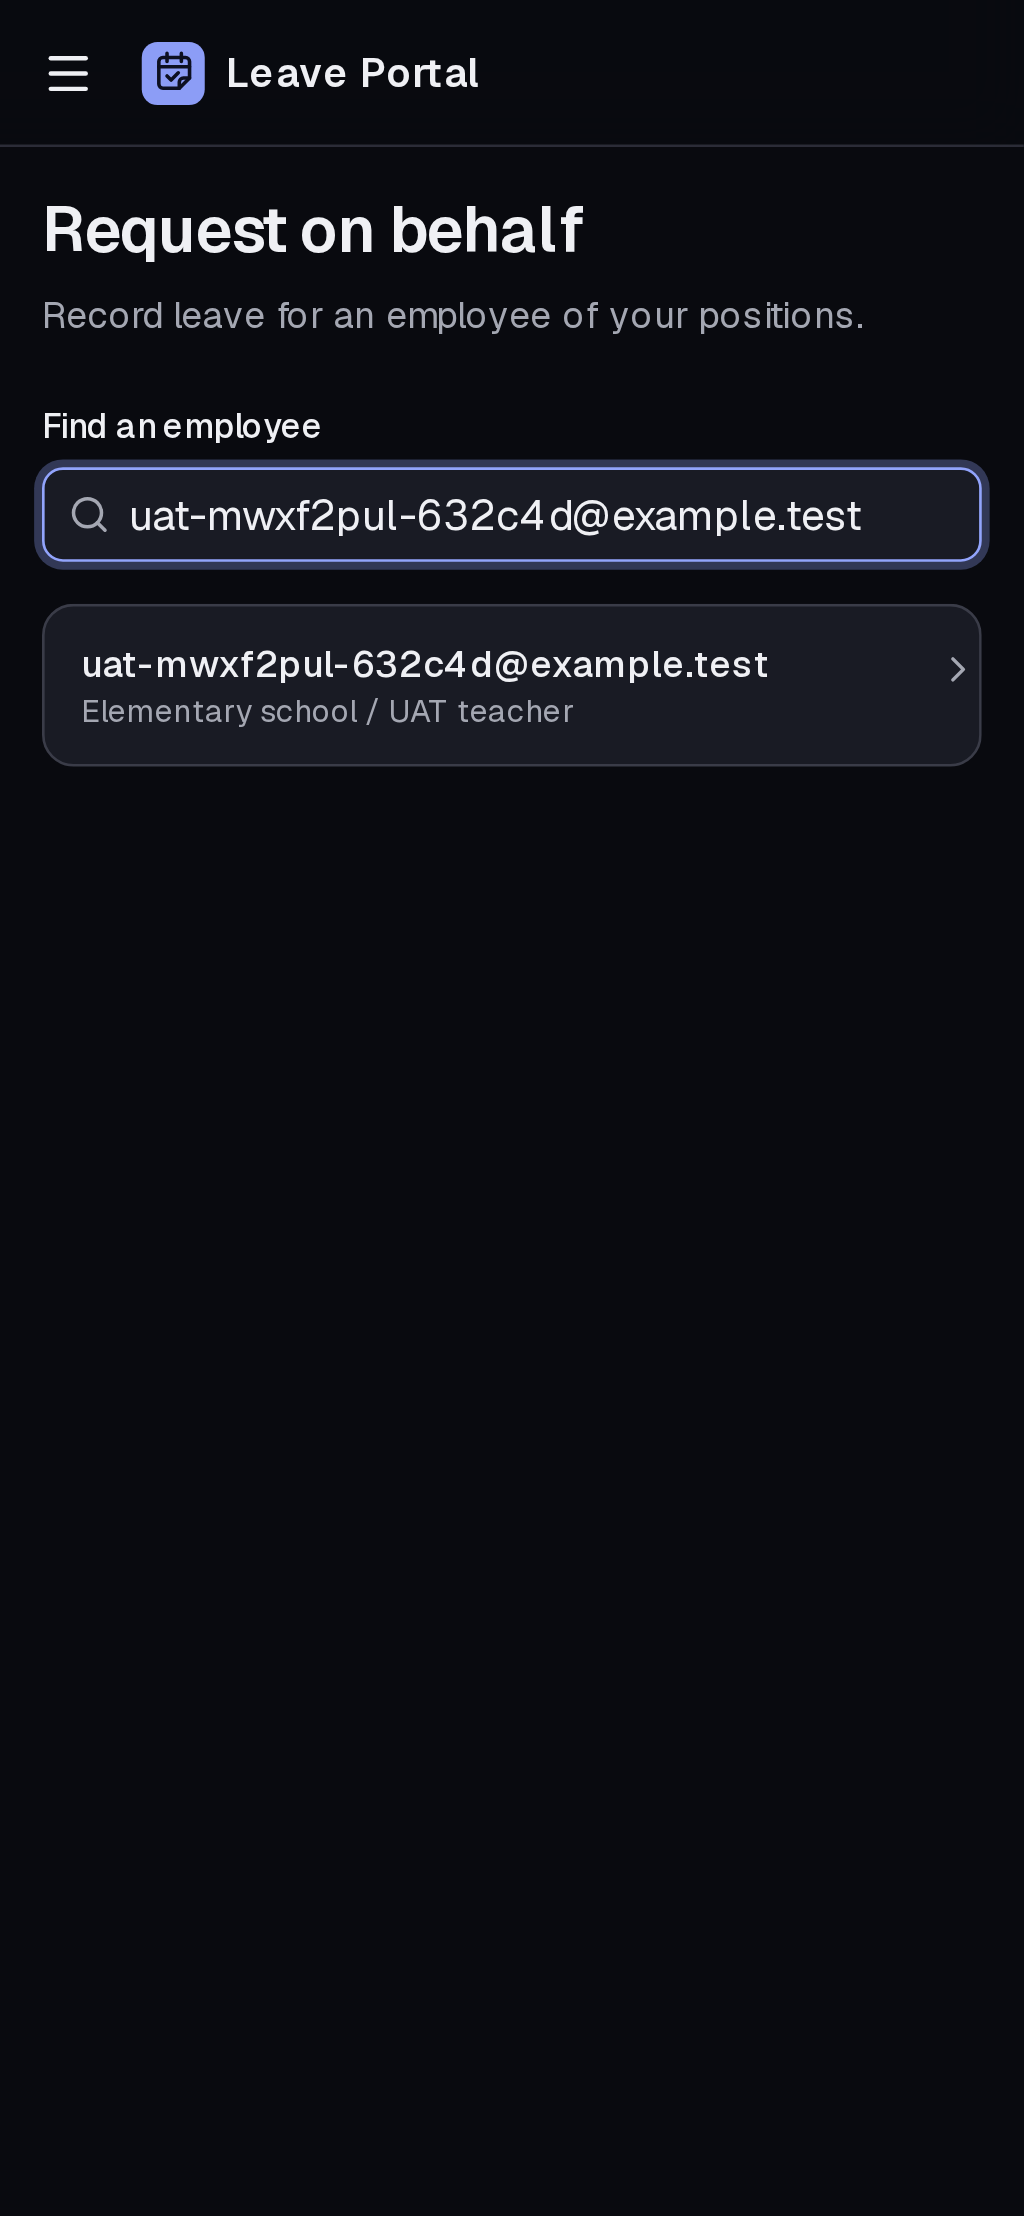 Leave Portal
Request on behalf
Record leave for an employee of your positions.
Find an employee
uat-mwxf2pul-632c4d@example.test
uat-mwxf2pul-632c4d@example.test
Elementary school / UAT teacher